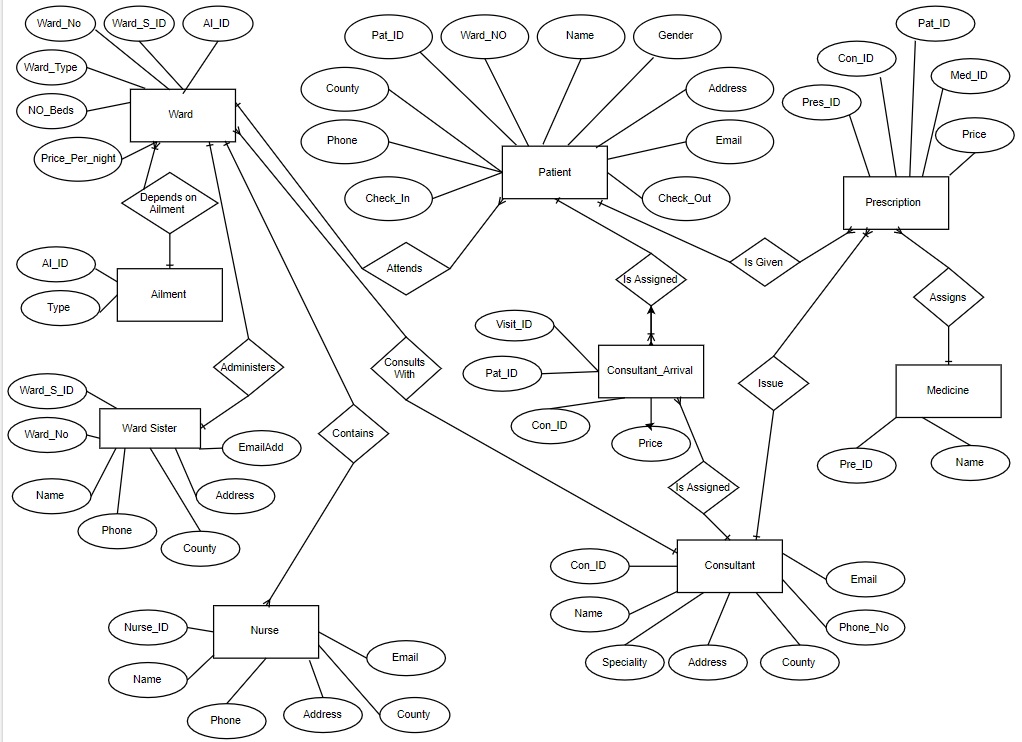 Ward_No
Ward_S_ID
AI_ID
Ward_Type
NO_Beds
Price_Per_night
Ward
Depends on
Ailment
AI_ID
Type
Ailment
Pat_ID
Ward_NO
Name
Gender
County
Address
Phone
Email
Check_In
Check_Out
Patient
Pat_ID
Con_ID
Med_ID
Pres_ID
Price
Prescription
Attends
Is Assigned
Is Given
Assigns
Visit_ID
Pat_ID
Con_ID
Price
Consultant_Arrival
Administers
Consults
With
Issue
Medicine
Pre_ID
Name
Ward_S_ID
Ward_No
Ward Sister
EmailAdd
Name
Address
Phone
County
Contains
Is Assigned
Con_ID
Name
Speciality
Address
County
Phone_No
Email
Consultant
Nurse_ID
Name
Phone
Address
County
Email
Nurse